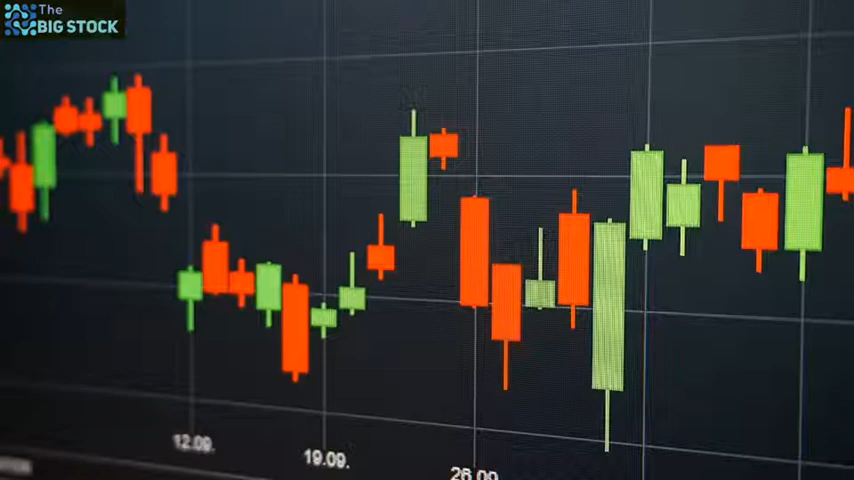 The
BIG STOCK
12.09.
19.09.
26.09